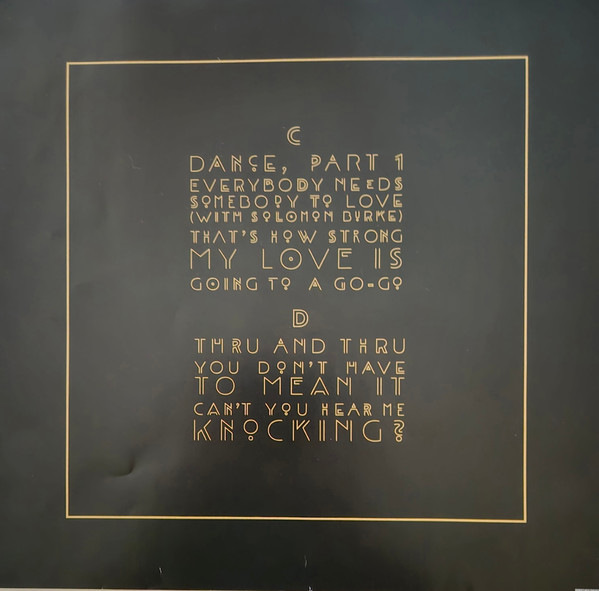 C
DANCE, PART 1
EVERYBODY NEEDS
SOMEBODY TO LOVE
(WITH SOLOMON BURKE)
THAT'S HOW STRONG
MY LOVE IS
GOING TO A GO-GO
D
THRU AND THRU
YOU DON'T HAVE
TO MEAN IT
CAN'T YOU HEAR ME
KNOCKING?